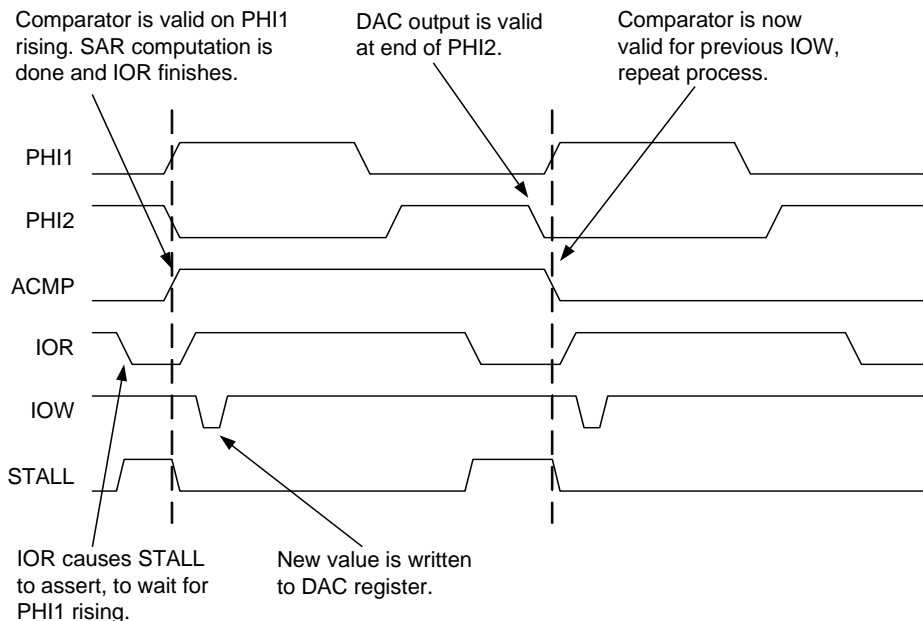 Comparator is valid on PHI1
rising. SAR computation is
done and IOR finishes.
DAC output is valid
at end of PHI2.
Comparator is now
valid for previous IOW,
repeat process.
PHI1
PHI2
ACMP
IOR
IOW
STALL
IOR causes STALL
to assert, to wait for
PHI1 rising.
New value is written
to DAC register.